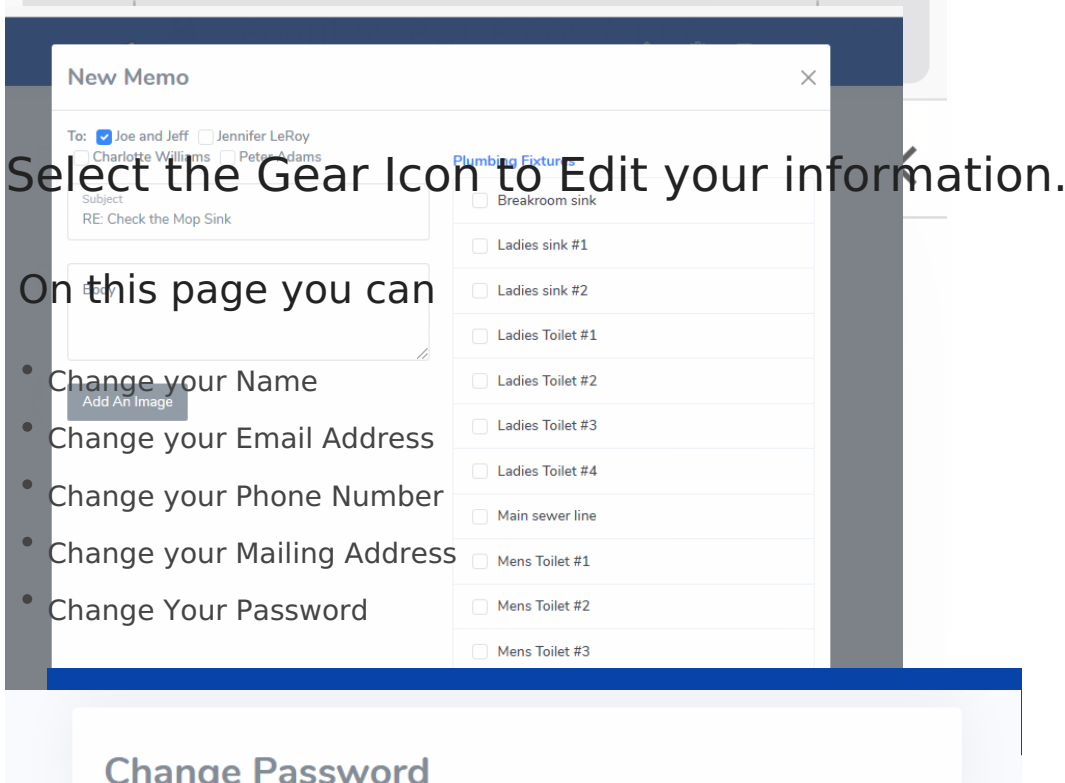 New Memo
To: Joe and Jeff Jennifer LeRoy
Charlotte Williams Peter Adams
Plumbing Fixtures
Select the Gear Icon to Edit your information.
Subject
RE: Check the Mop Sink
Breakroom sink
Ladies sink #1
On this page you can
Body
Ladies sink #2
Ladies Toilet #1
Change your Name
Ladies Toilet #2
Add An Image
Ladies Toilet #3
Change your Email Address
Ladies Toilet #4
Change your Phone Number
Main sewer line
Change your Mailing Address
Mens Toilet #1
Change Your Password
Mens Toilet #2
Mens Toilet #3
Change Password